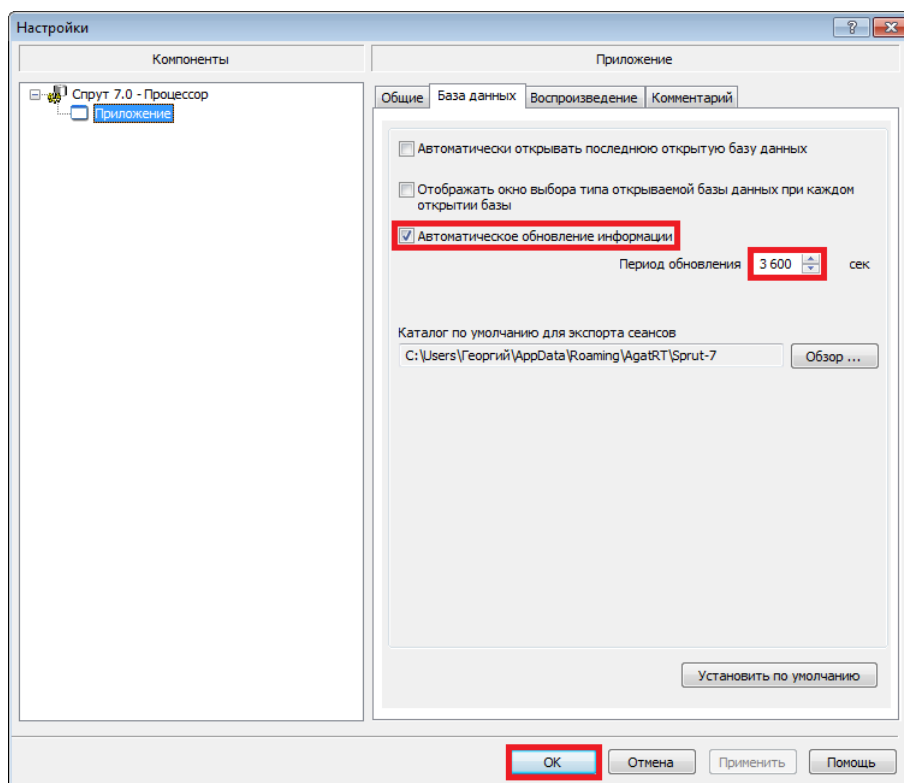 Настройки
Компоненты
Приложение
Спрут 7.0 - Процессор
Приложение
Общие База данных Воспроизведение Комментарий
Автоматически открывать последнюю открытую базу данных
Отображать окно выбора типа открываемой базы данных при каждом
открытии базы
Автоматическое обновление информации
Период обновления 3 600 сек
Каталог по умолчанию для экспорта сеансов
C:\Users\Георгий\AppData\Roaming\AgatRT\Sprut-7
Обзор ...
Установить по умолчанию
OK Отмена Применить Помощь